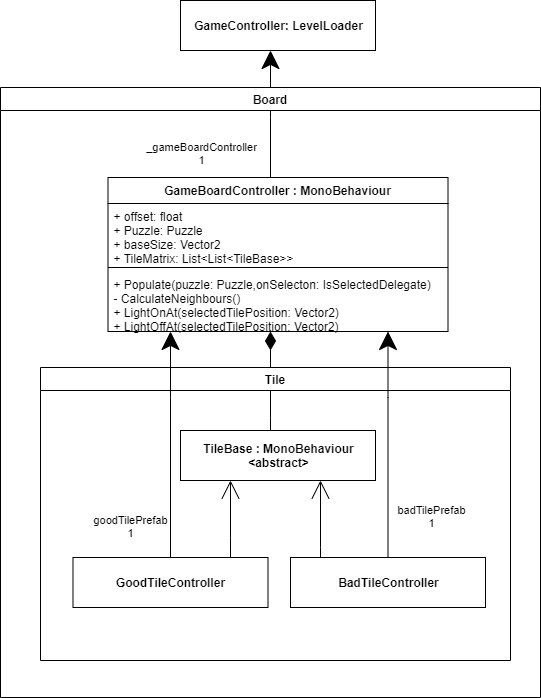 GameController: LevelLoader
Board
_gameBoardController
1
GameBoardController : MonoBehaviour
+ offset: float
+ Puzzle: Puzzle
+ baseSize: Vector2
+ TileMatrix: List<List<TileBase>>
+ Populate(puzzle: Puzzle,onSelecton: IsSelectedDelegate)
- CalculateNeighbours()
+ LightOnAt(selectedTilePosition: Vector2)
+ LightOffAt(selectedTilePosition: Vector2)
Tile
TileBase : MonoBehaviour
<abstract>
goodTilePrefab
1
badTilePrefab
1
GoodTileController
BadTileController